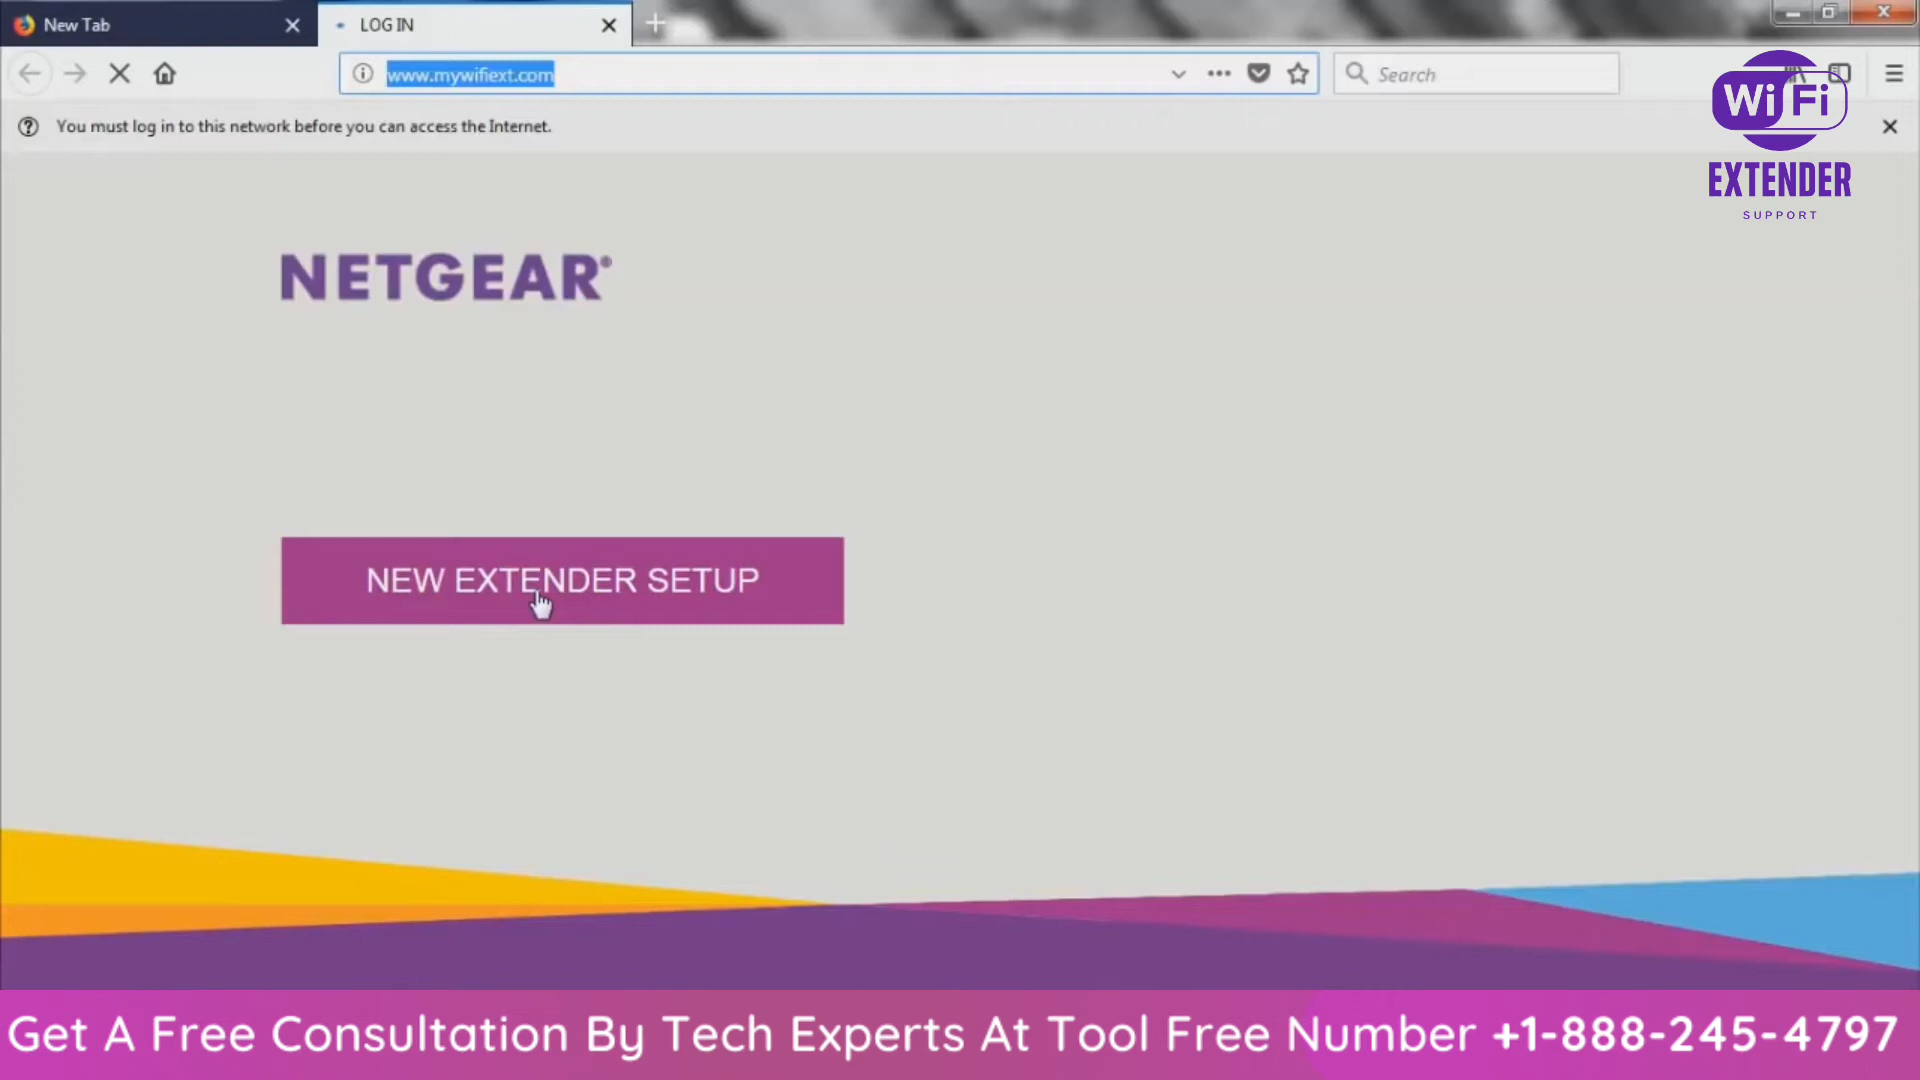 New Tab
LOG IN
www.mywifiext.com
Search
You must log in to this network before you can access the Internet.
Wi Fi
EXTENDER
SUPPORT
NETGEAR®
NEW EXTENDER SETUP
Get A Free Consultation By Tech Experts At Tool Free Number +1-888-245-4797